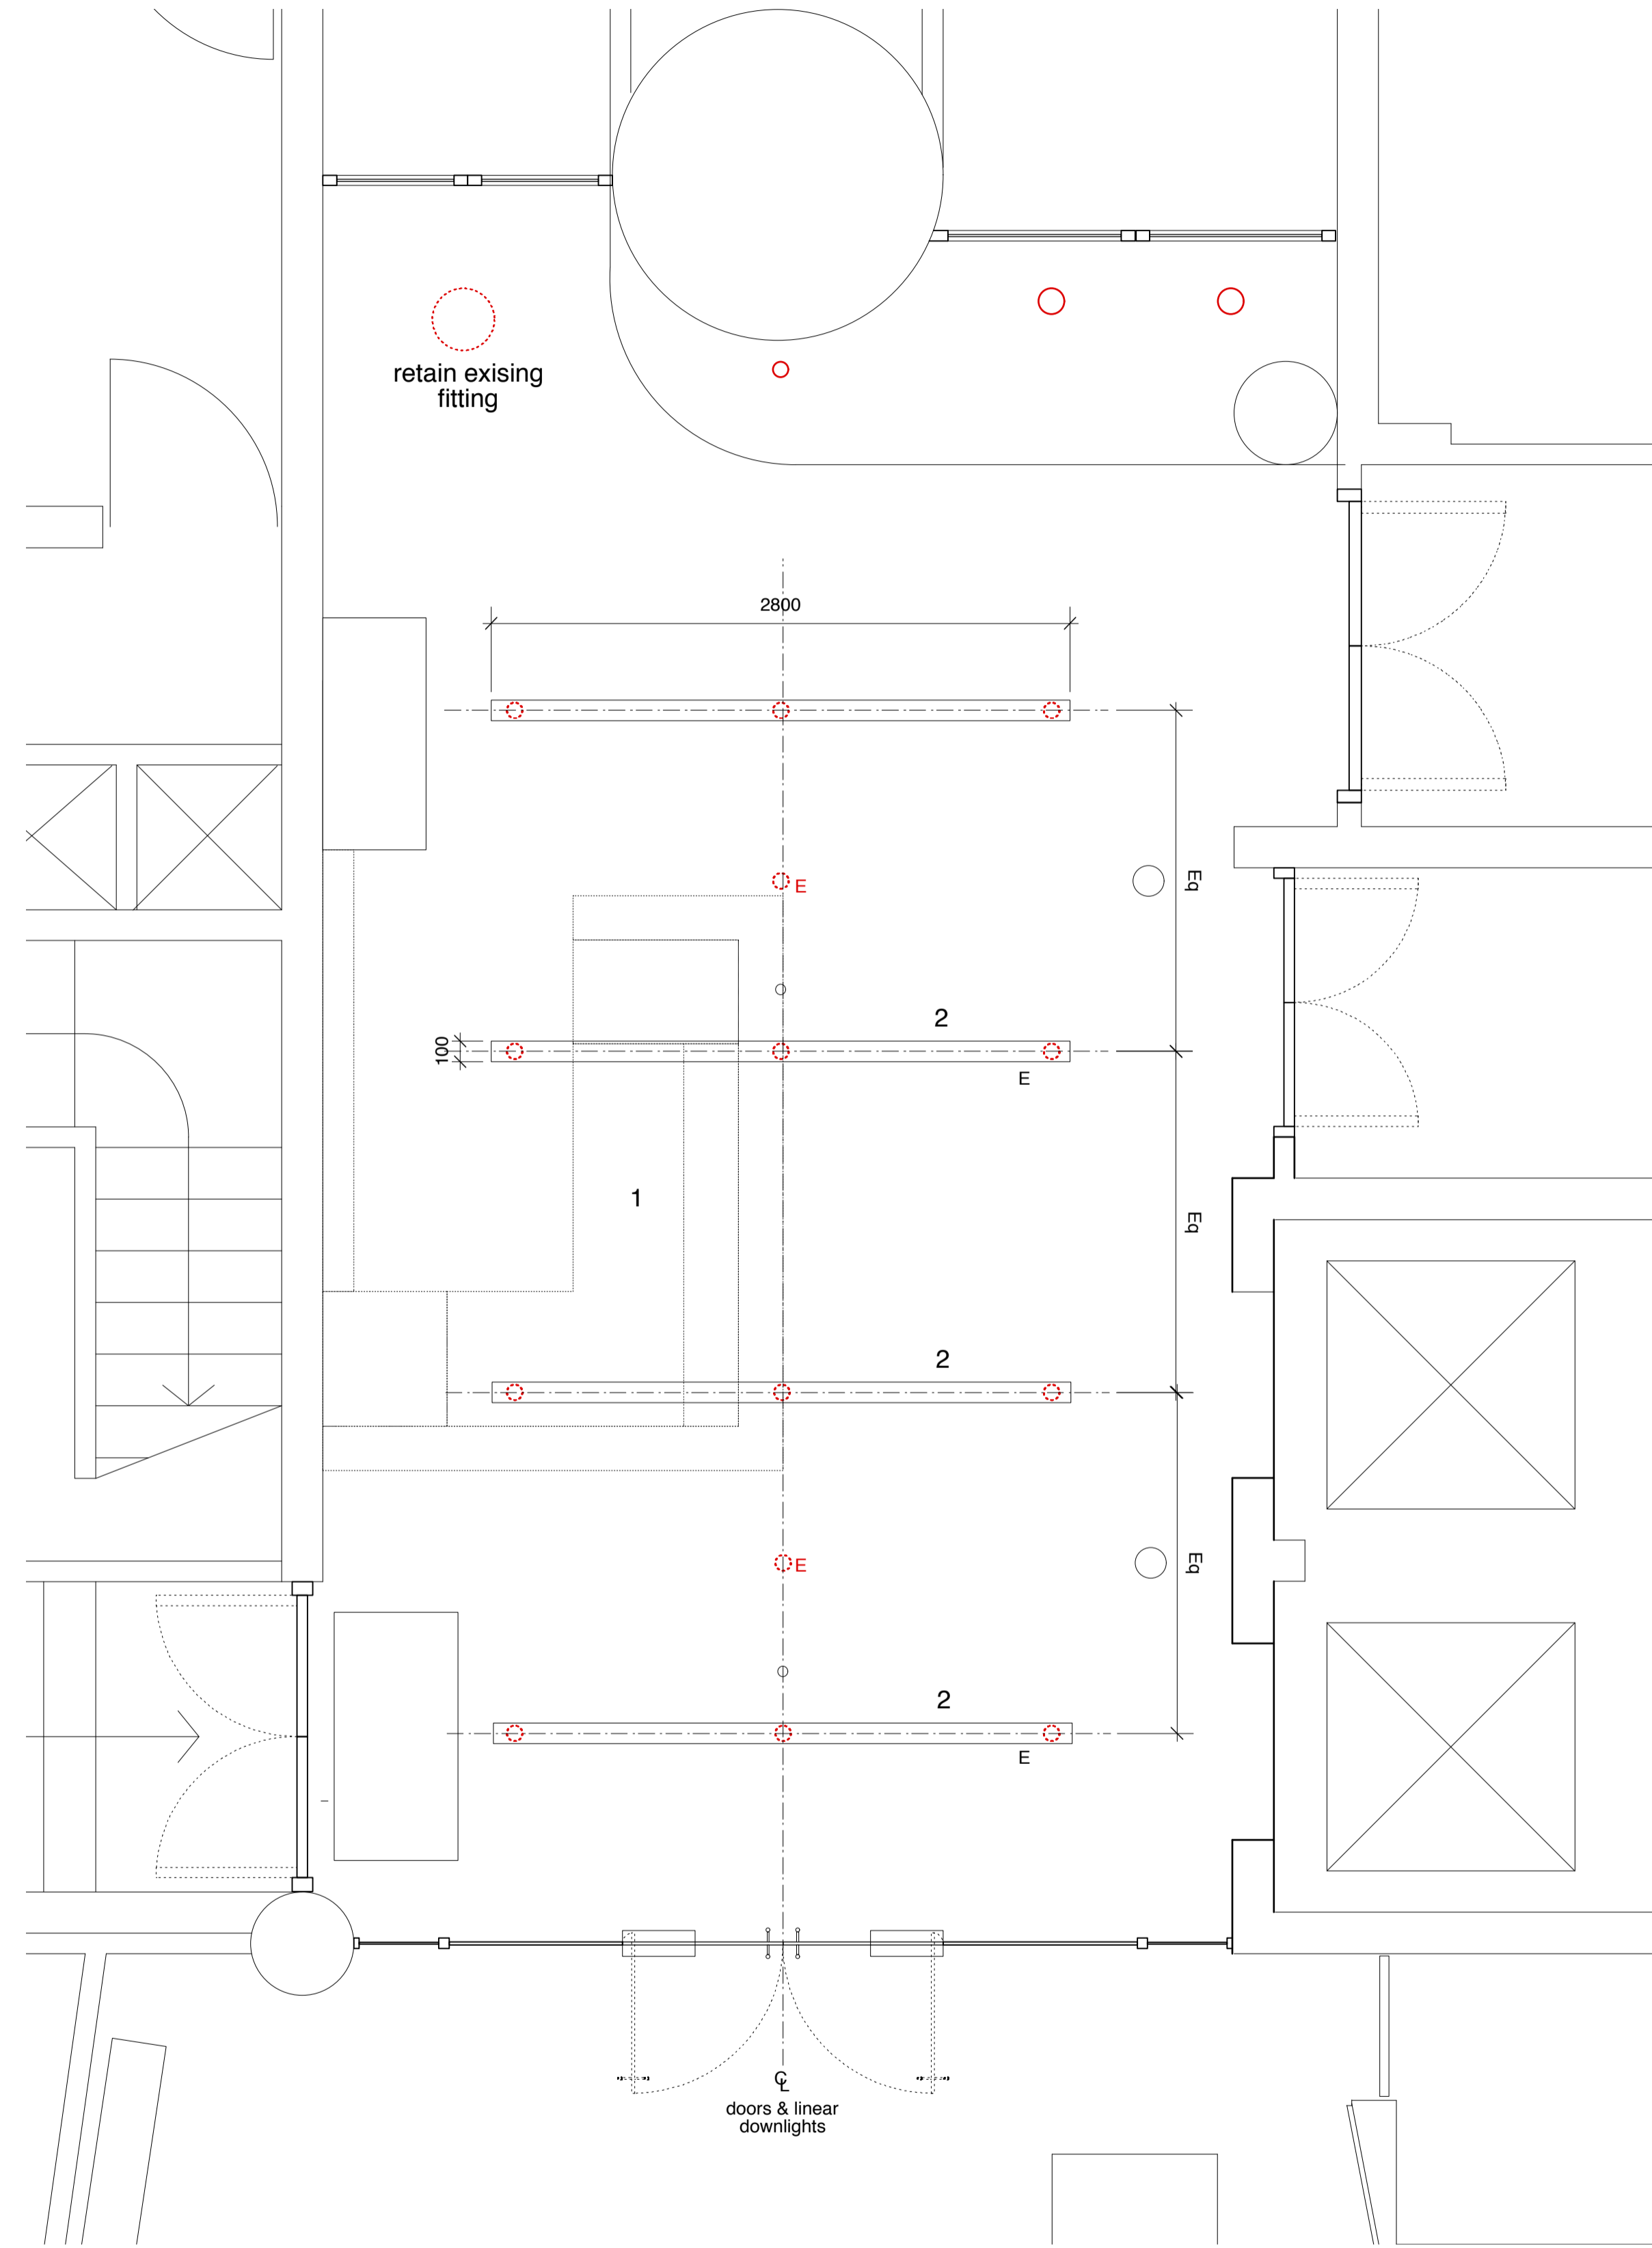 retain exising
fitting
2800
E
Eq
2
100
E
1
Eq
2
E
Eq
2
E
CL
doors & linear
downlights